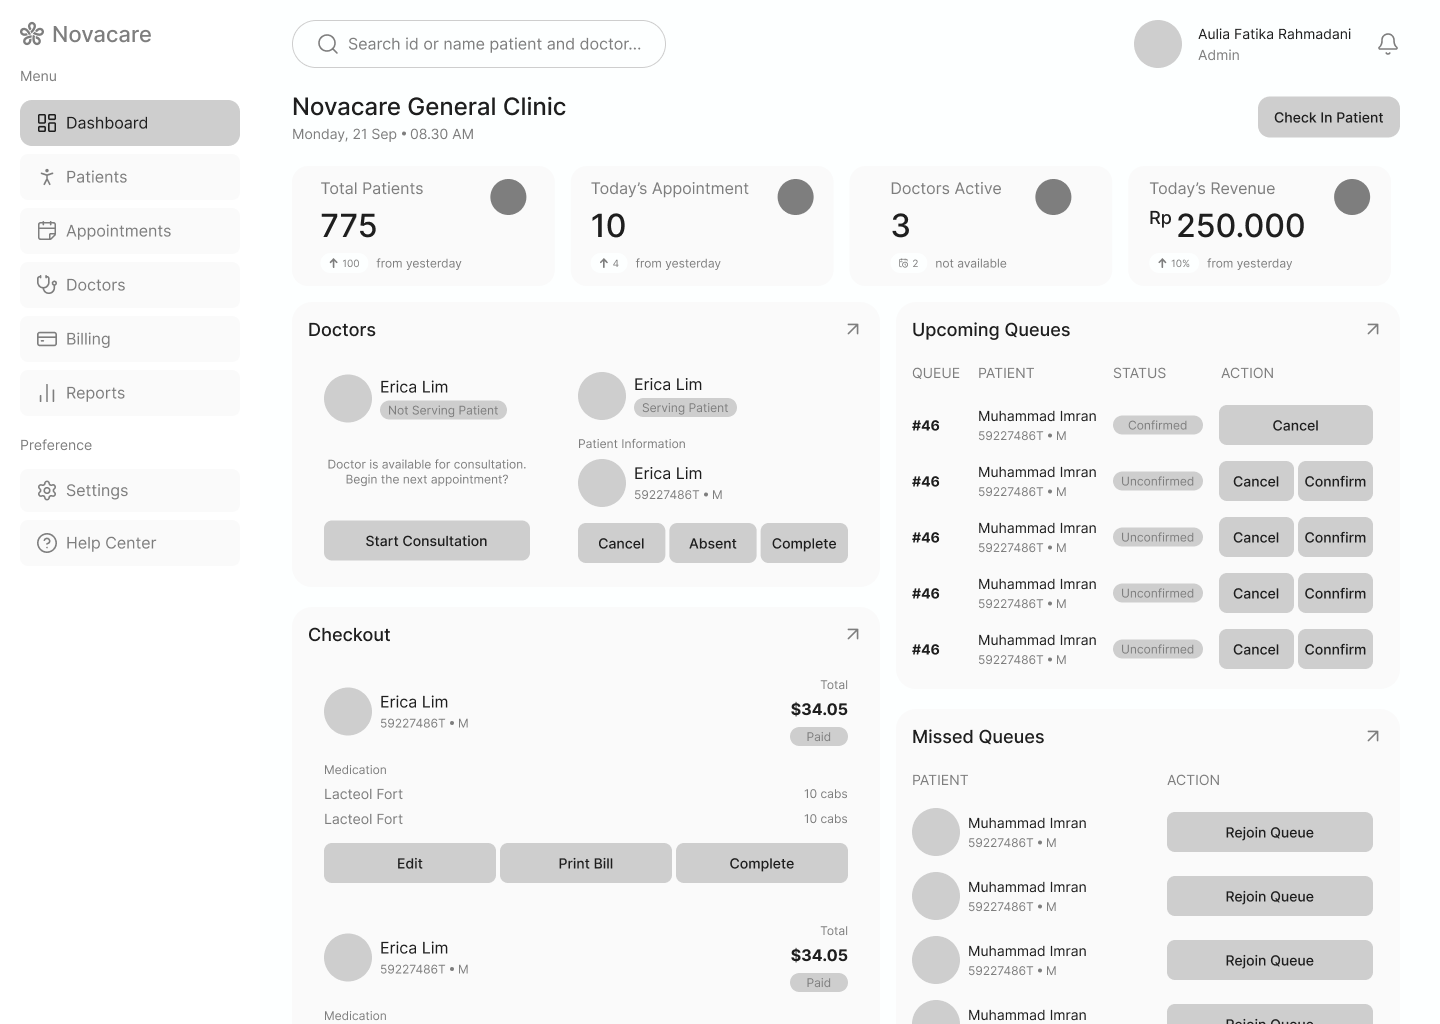 Novacare
Menu
Dashboard
Patients
Appointments
Doctors
Billing
Reports
Preference
Settings
Help Center
Search id or name patient and doctor...
Aulia Fatika Rahmadani
Admin
Novacare General Clinic
Monday, 21 Sep • 08.30 AM
Check In Patient
Total Patients
775
100 from yesterday
Today's Appointment
10
4 from yesterday
Doctors Active
3
2 not available
Today's Revenue
Rp 250.000
10% from yesterday
Doctors
Erica Lim
Not Serving Patient
Doctor is available for consultation.
Begin the next appointment?
Start Consultation
Erica Lim
Serving Patient
Patient Information
Erica Lim
59227486T • M
Cancel Absent Complete
Checkout
Erica Lim
59227486T • M
Total
$34.05
Paid
Medication
Lacteol Fort 10 cabs
Lacteol Fort 10 cabs
Edit Print Bill Complete
Erica Lim
59227486T • M
Total
$34.05
Paid
Medication
Upcoming Queues
QUEUE PATIENT STATUS ACTION
#46 Muhammad Imran Confirmed Cancel
59227486T • M
#46 Muhammad Imran Unconfirmed Cancel Connfirm
59227486T • M
#46 Muhammad Imran Unconfirmed Cancel Connfirm
59227486T • M
#46 Muhammad Imran Unconfirmed Cancel Connfirm
59227486T • M
#46 Muhammad Imran Unconfirmed Cancel Connfirm
59227486T • M
Missed Queues
PATIENT ACTION
Muhammad Imran Rejoin Queue
59227486T • M
Muhammad Imran Rejoin Queue
59227486T • M
Muhammad Imran Rejoin Queue
59227486T • M
Muhammad Imran Rejoin Queue